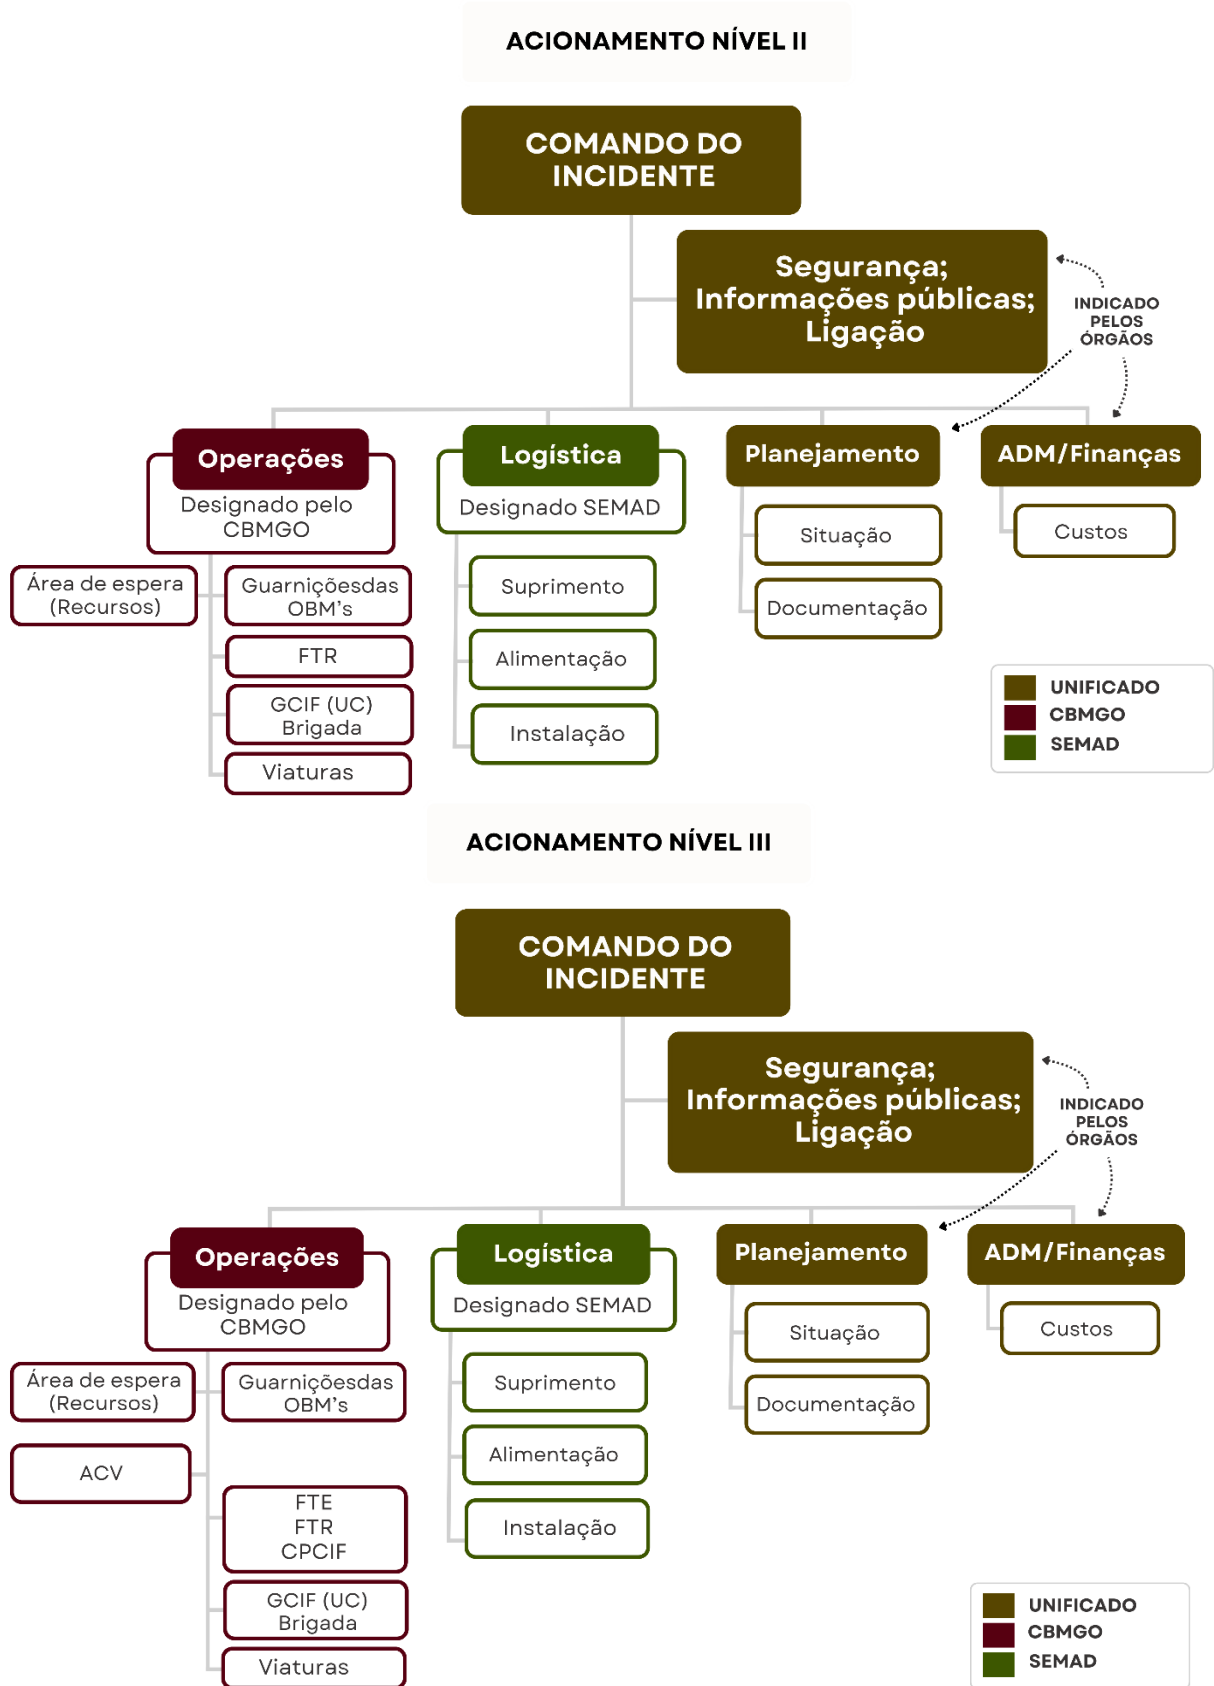 ACIONAMENTO NÍVEL II
COMANDO DO
INCIDENTE
Segurança;
Informações públicas;
Ligação
INDICADO
PELOS
ÓRGÃOS
Operações
Designado pelo
CBMGO
Área de espera
(Recursos)
Guarniçõesdas
OBM's
FTR
GCIF (UC)
Brigada
Viaturas
Logística
Designado SEMAD
Suprimento
Alimentação
Instalação
Planejamento
Situação
Documentação
ADM/Finanças
Custos
UNIFICADO
CBMGO
SEMAD
ACIONAMENTO NÍVEL III
COMANDO DO
INCIDENTE
Segurança;
Informações públicas;
Ligação
INDICADO
PELOS
ÓRGÃOS
Operações
Designado pelo
CBMGO
Área de espera
(Recursos)
Guarniçõesdas
OBM's
ACV
FTE
FTR
CPCIF
GCIF (UC)
Brigada
Viaturas
Logística
Designado SEMAD
Suprimento
Alimentação
Instalação
Planejamento
Situação
Documentação
ADM/Finanças
Custos
UNIFICADO
CBMGO
SEMAD